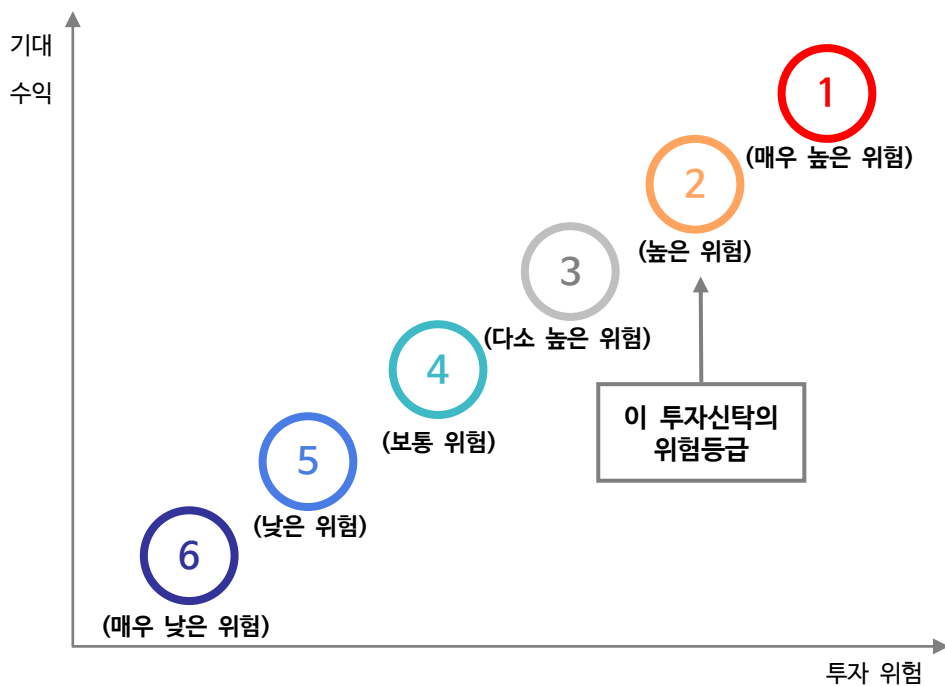 기대
수익
1
(매우 높은 위험)
2
(높은 위험)
3
(다소 높은 위험)
4
(보통 위험)
이 투자신탁의
위험등급
5
(낮은 위험)
6
(매우 낮은 위험)
투자 위험